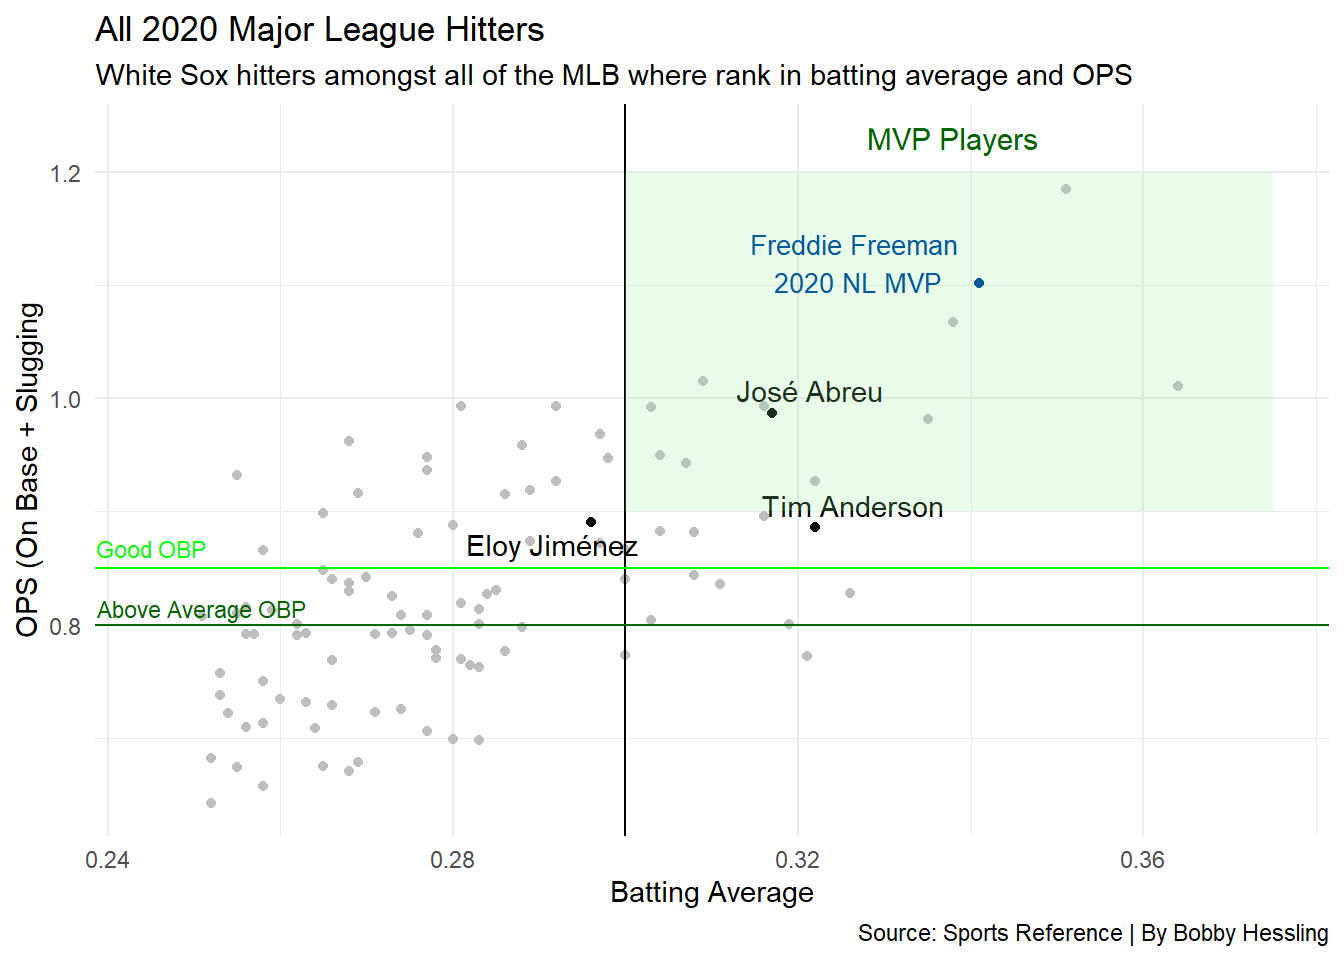 All 2020 Major League Hitters
White Sox hitters amongst all of the MLB where rank in batting average and OPS
MVP Players
1.2
Freddie Freeman
2020 NL MVP
José Abreu
1.0
Tim Anderson
Eloy Jiménez
Good OBP
Above Average OBP
0.8
OPS (On Base + Slugging
0.24
0.28
0.32
0.36
Batting Average
Source: Sports Reference | By Bobby Hessling